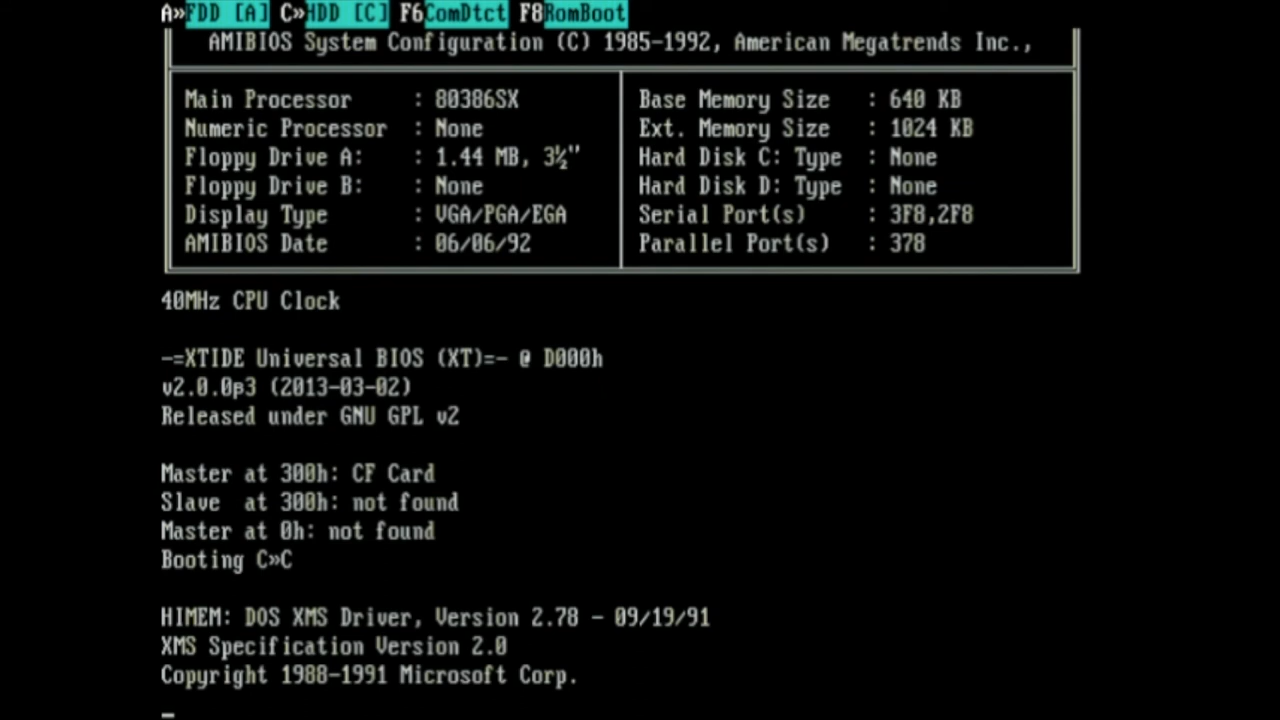 A»FDD [A] C»HDD [C] F6ComDtct F8RomBoot
AMIBIOS System Configuration (C) 1985-1992, American Megatrends Inc.,
Main Processor : 80386SX Base Memory Size : 640 KB
Numeric Processor : None Ext. Memory Size : 1024 KB
Floppy Drive A: : 1.44 MB, 3½" Hard Disk C: Type : None
Floppy Drive B: : None Hard Disk D: Type : None
Display Type : VGA/PGA/EGA Serial Port(s) : 3F8,2F8
AMIBIOS Date : 06/06/92 Parallel Port(s) : 378
40MHz CPU Clock
-=XTIDE Universal BIOS (XT)=- @ D000h
v2.0.0β3 (2013-03-02)
Released under GNU GPL v2
Master at 300h: CF Card
Slave at 300h: not found
Master at 0h: not found
Booting C»C
HIMEM: DOS XMS Driver, Version 2.78 - 09/19/91
XMS Specification Version 2.0
Copyright 1988-1991 Microsoft Corp.